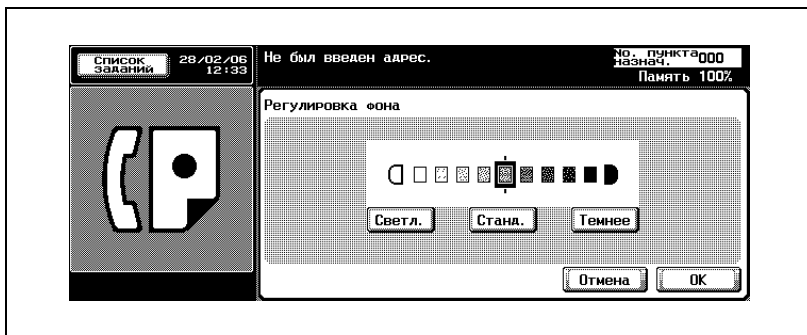 Список
заданий
28/02/06
12:33
Не был введен адрес.
No. пункта
назнач.
000
Память 100%
Регулировка фона
Светл.
Станд.
Темнее
Отмена
OK